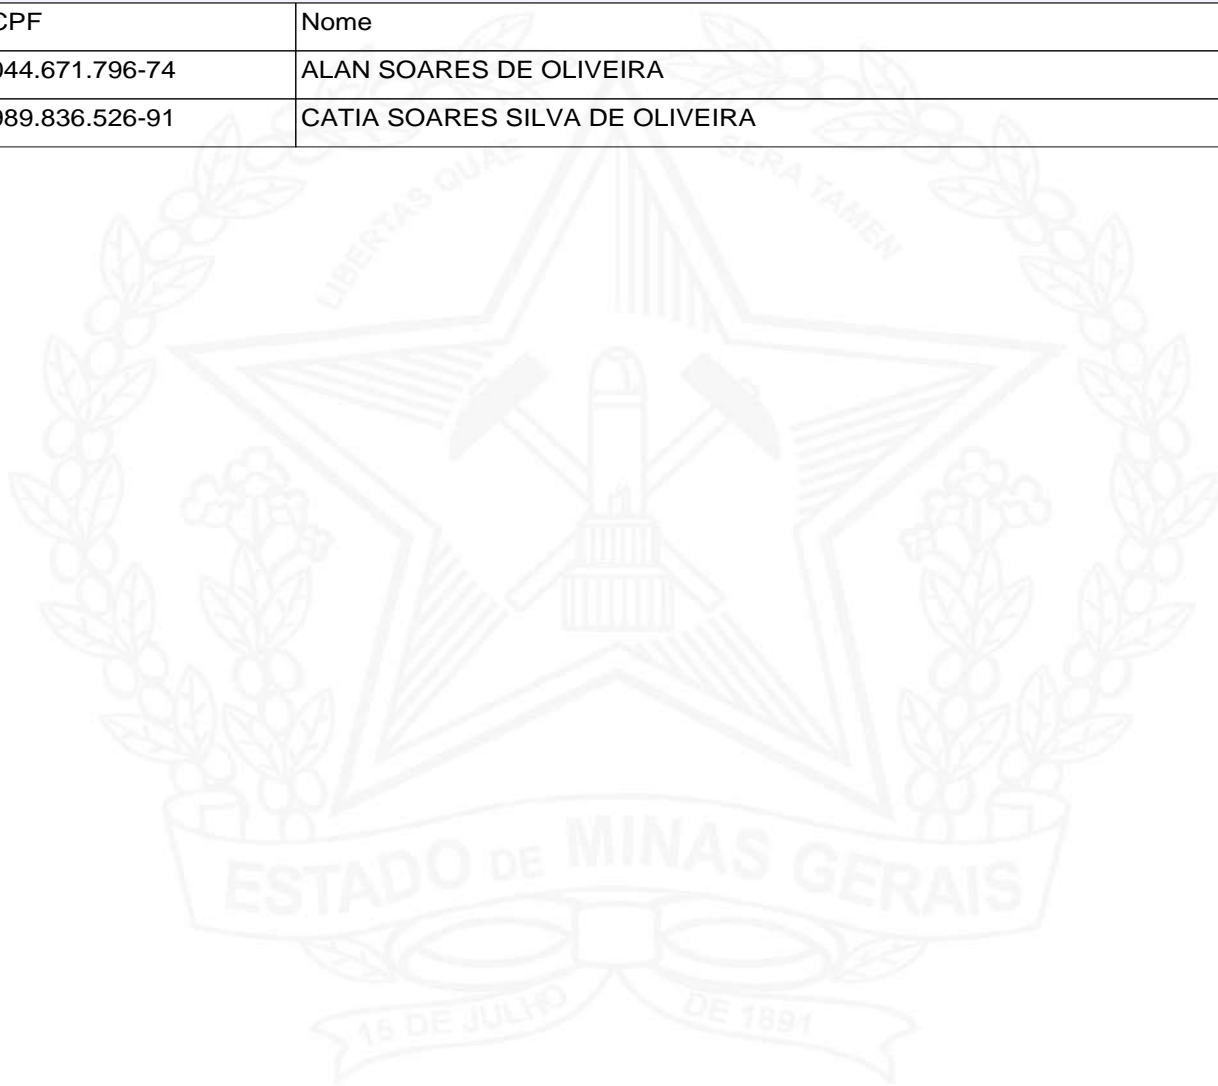 CPF Nome
044.671.796-74 ALAN SOARES DE OLIVEIRA
989.836.526-91 CATIA SOARES SILVA DE OLIVEIRA
LIBERTAS QUAE SERA TAMEN
ESTADO DE MINAS GERAIS
15 DE JULHO DE 1891